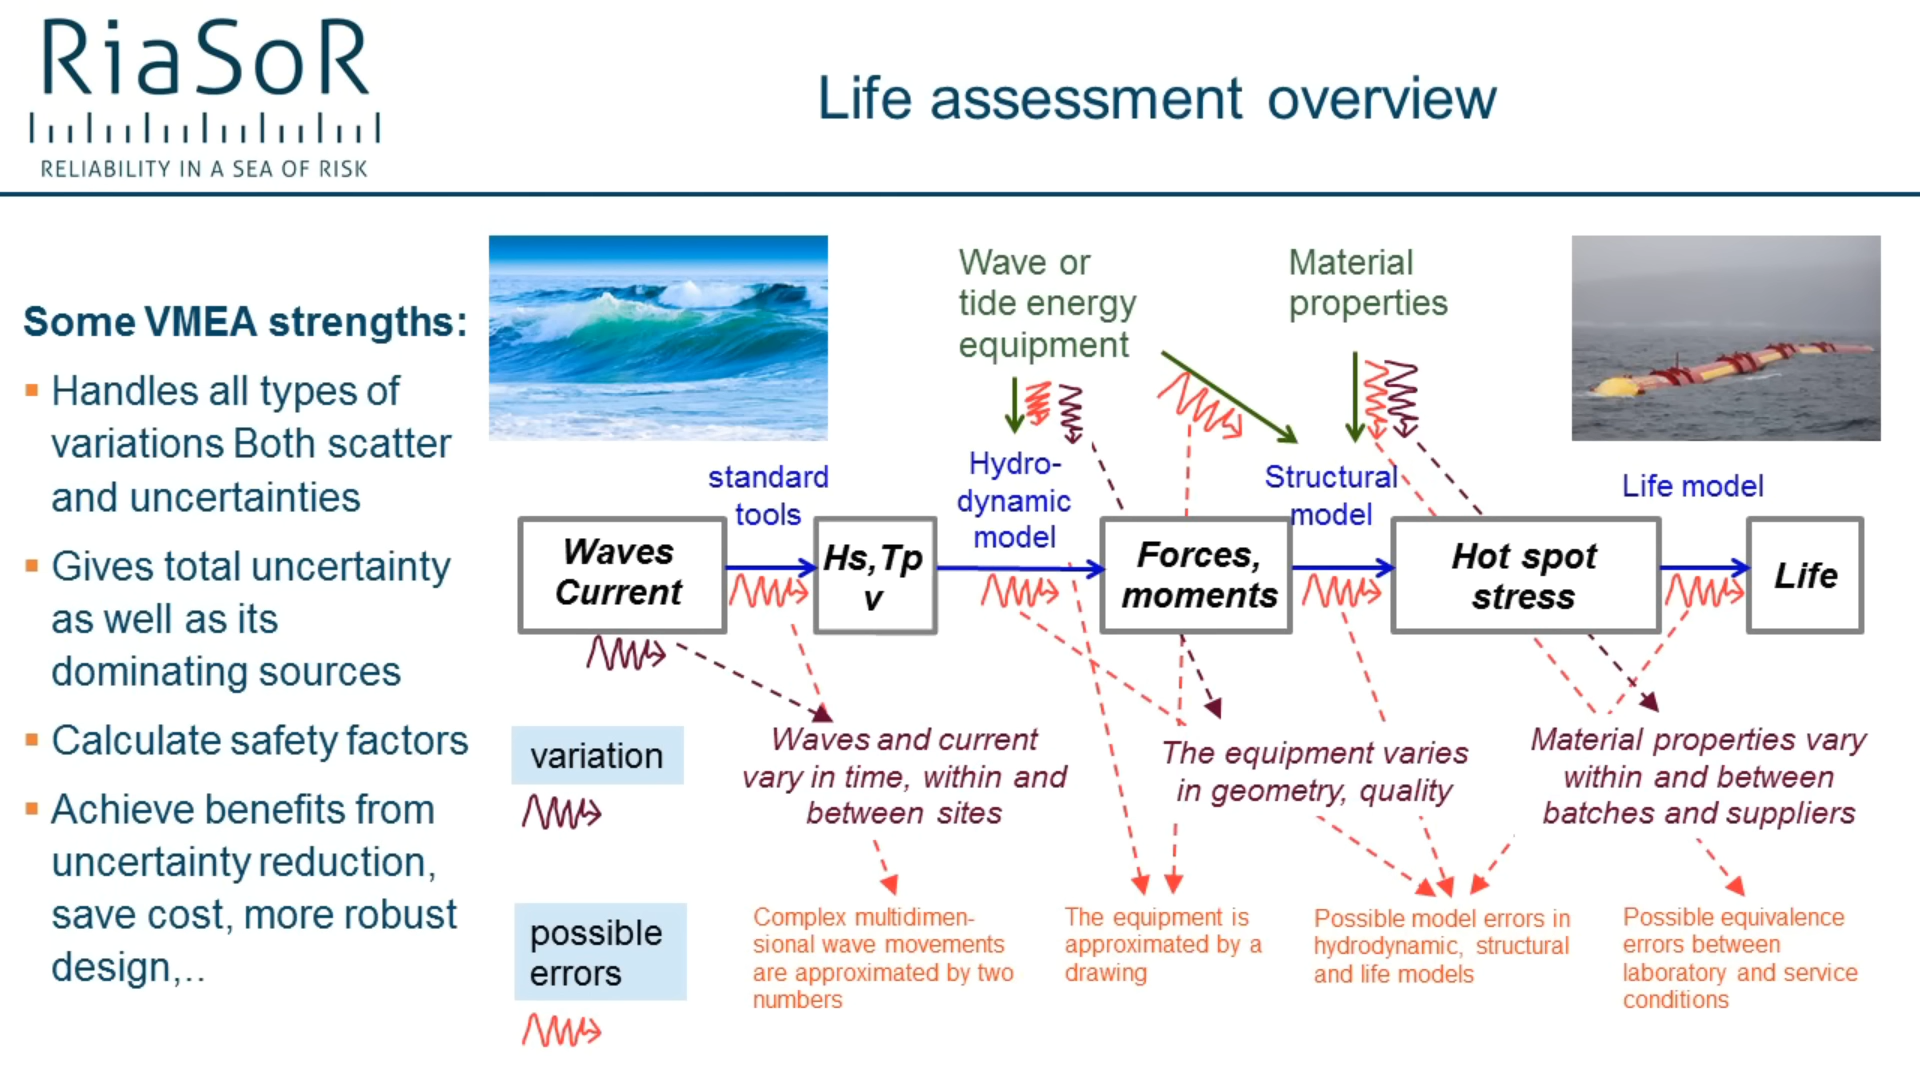 RiaSoR
RELIABILITY IN A SEA OF RISK
Life assessment overview
Some VMEA strengths:
Handles all types of
variations Both scatter
and uncertainties
Gives total uncertainty
as well as its
dominating sources
Calculate safety factors
Achieve benefits from
uncertainty reduction,
save cost, more robust
design,..
Wave or
tide energy
equipment
Material
properties
standard
tools
Hydro-
dynamic
model
Structural
model
Life model
Waves
Current
Hs,Tp
v
Forces,
moments
Hot spot
stress
Life
variation
Waves and current
vary in time, within and
between sites
The equipment varies
in geometry, quality
Material properties vary
within and between
batches and suppliers
possible
errors
Complex multidimen-
sional wave movements
are approximated by two
numbers
The equipment is
approximated by a
drawing
Possible model errors in
hydrodynamic, structural
and life models
Possible equivalence
errors between
laboratory and service
conditions